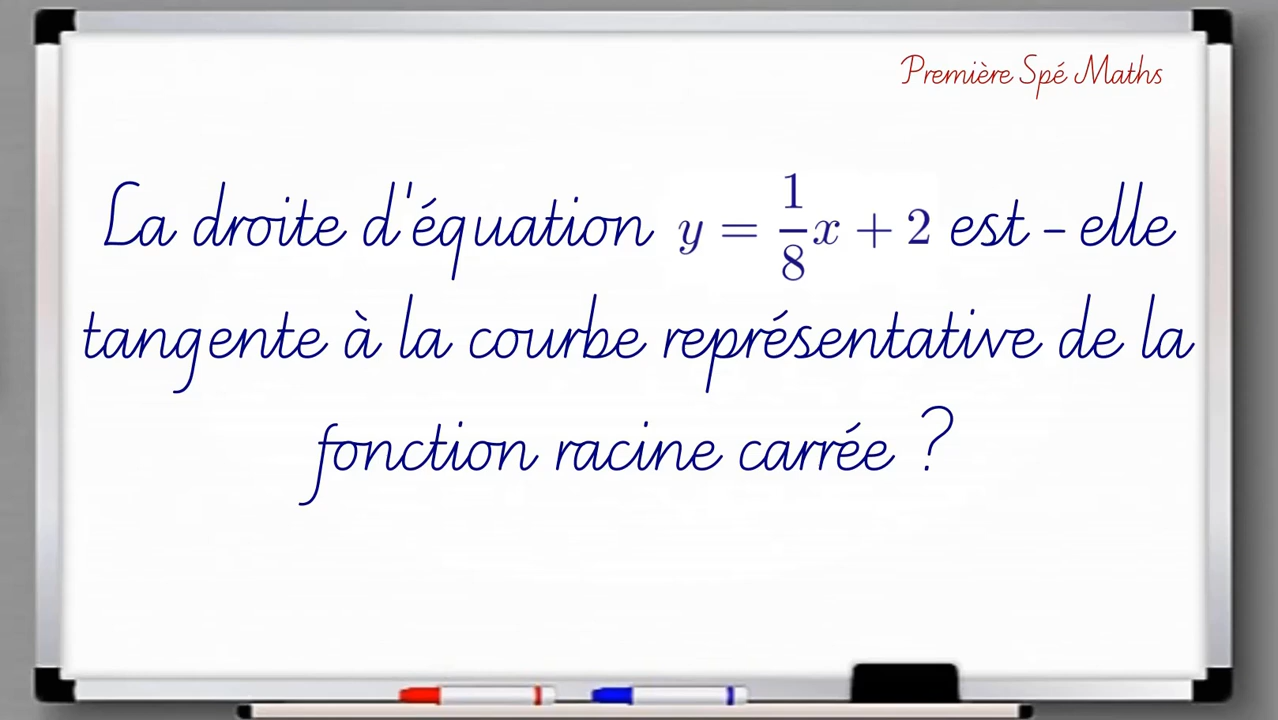 Première Spé Maths
La droite d'équation y = 1/8 x + 2 est - elle
tangente à la courbe représentative de la
fonction racine carrée ?